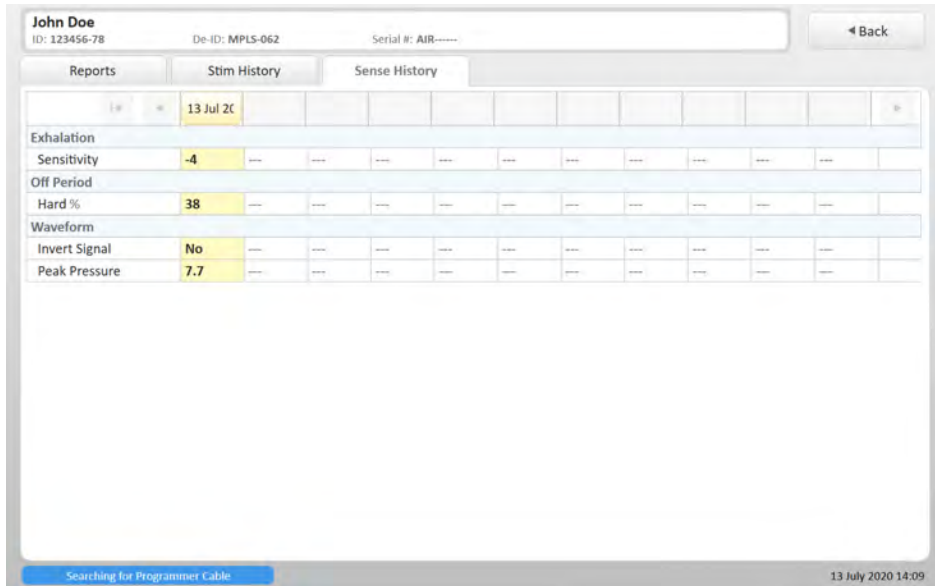 John Doe
ID: 123456-78 De-ID: MPLS-062 Serial #: AIR------
◄ Back
Reports Stim History Sense History
13 Jul 20
Exhalation
Sensitivity -4 --- --- --- --- --- --- --- --- ---
Off Period
Hard % 38 --- --- --- --- --- --- --- --- ---
Waveform
Invert Signal No --- --- --- --- --- --- --- --- ---
Peak Pressure 7.7 --- --- --- --- --- --- --- --- ---
Searching for Programmer Cable 13 July 2020 14:09